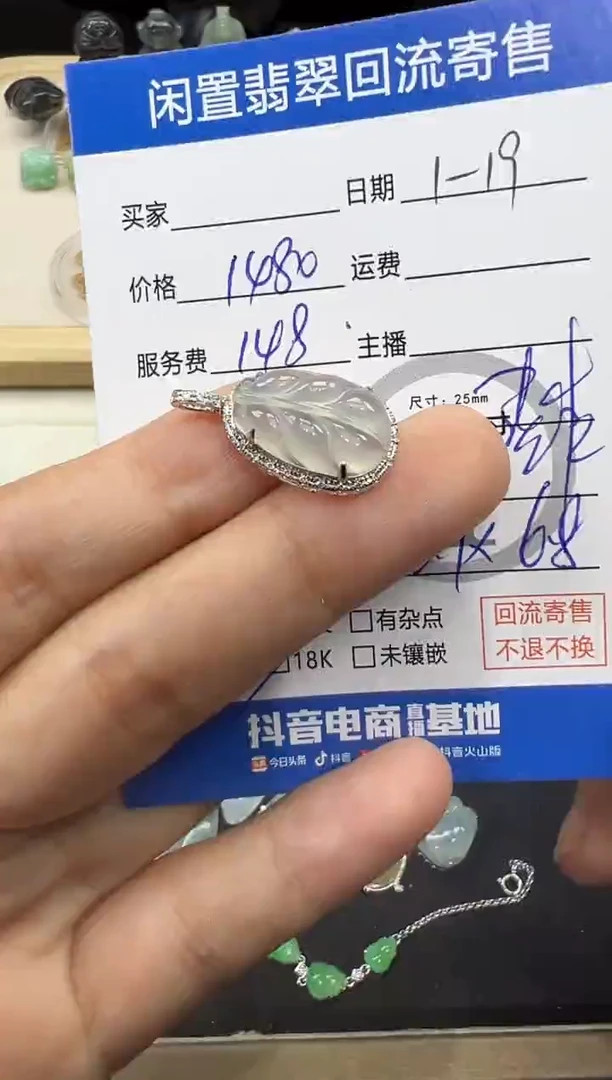 闲置翡翠回流寄售
买家 日期 1-19
价格 1480 运费
服务费 148 主播
尺寸: 25mm
寸
68
有杂点
18K 未镶嵌
回流寄售
不退不换
抖音电商直播基地
今日头条 抖音 抖音火山版